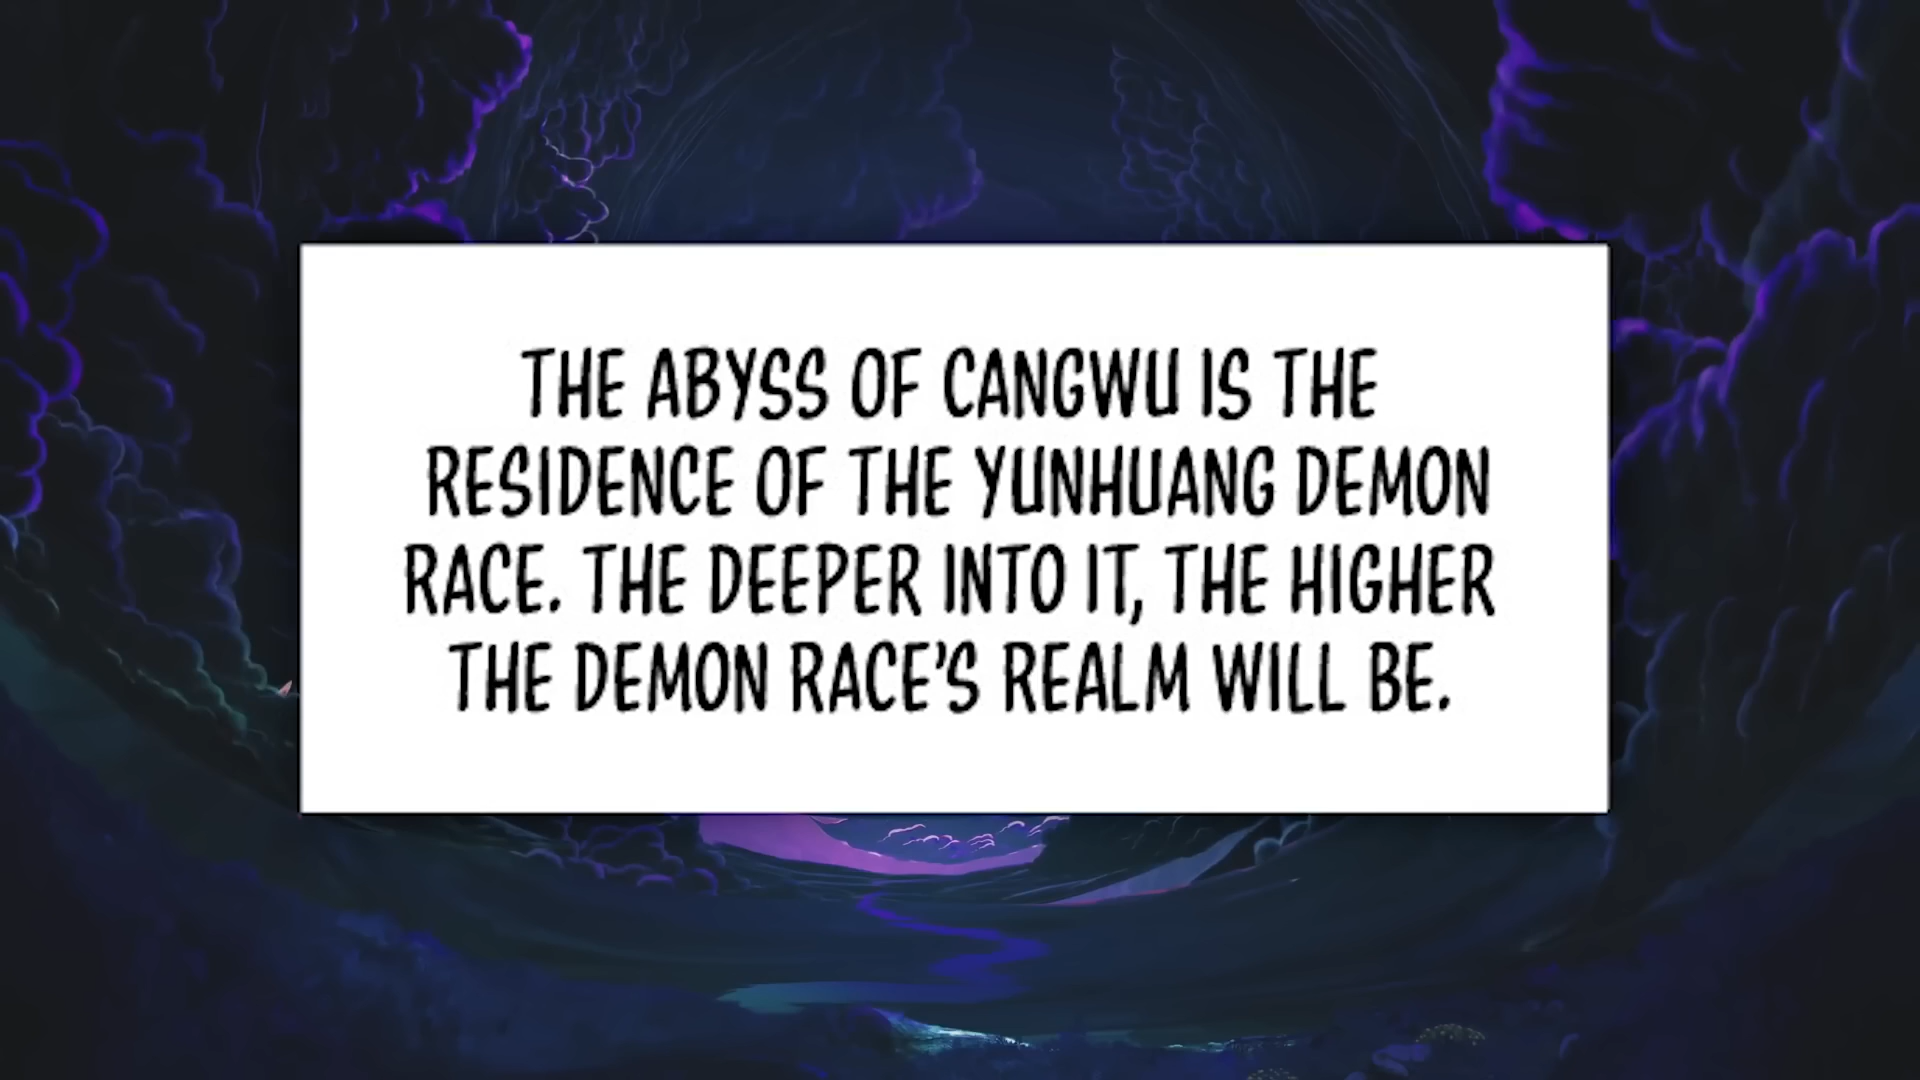 THE ABYSS OF CANGWU IS THE
RESIDENCE OF THE YUNHUANG DEMON
RACE. THE DEEPER INTO IT, THE HIGHER
THE DEMON RACE'S REALM WILL BE.